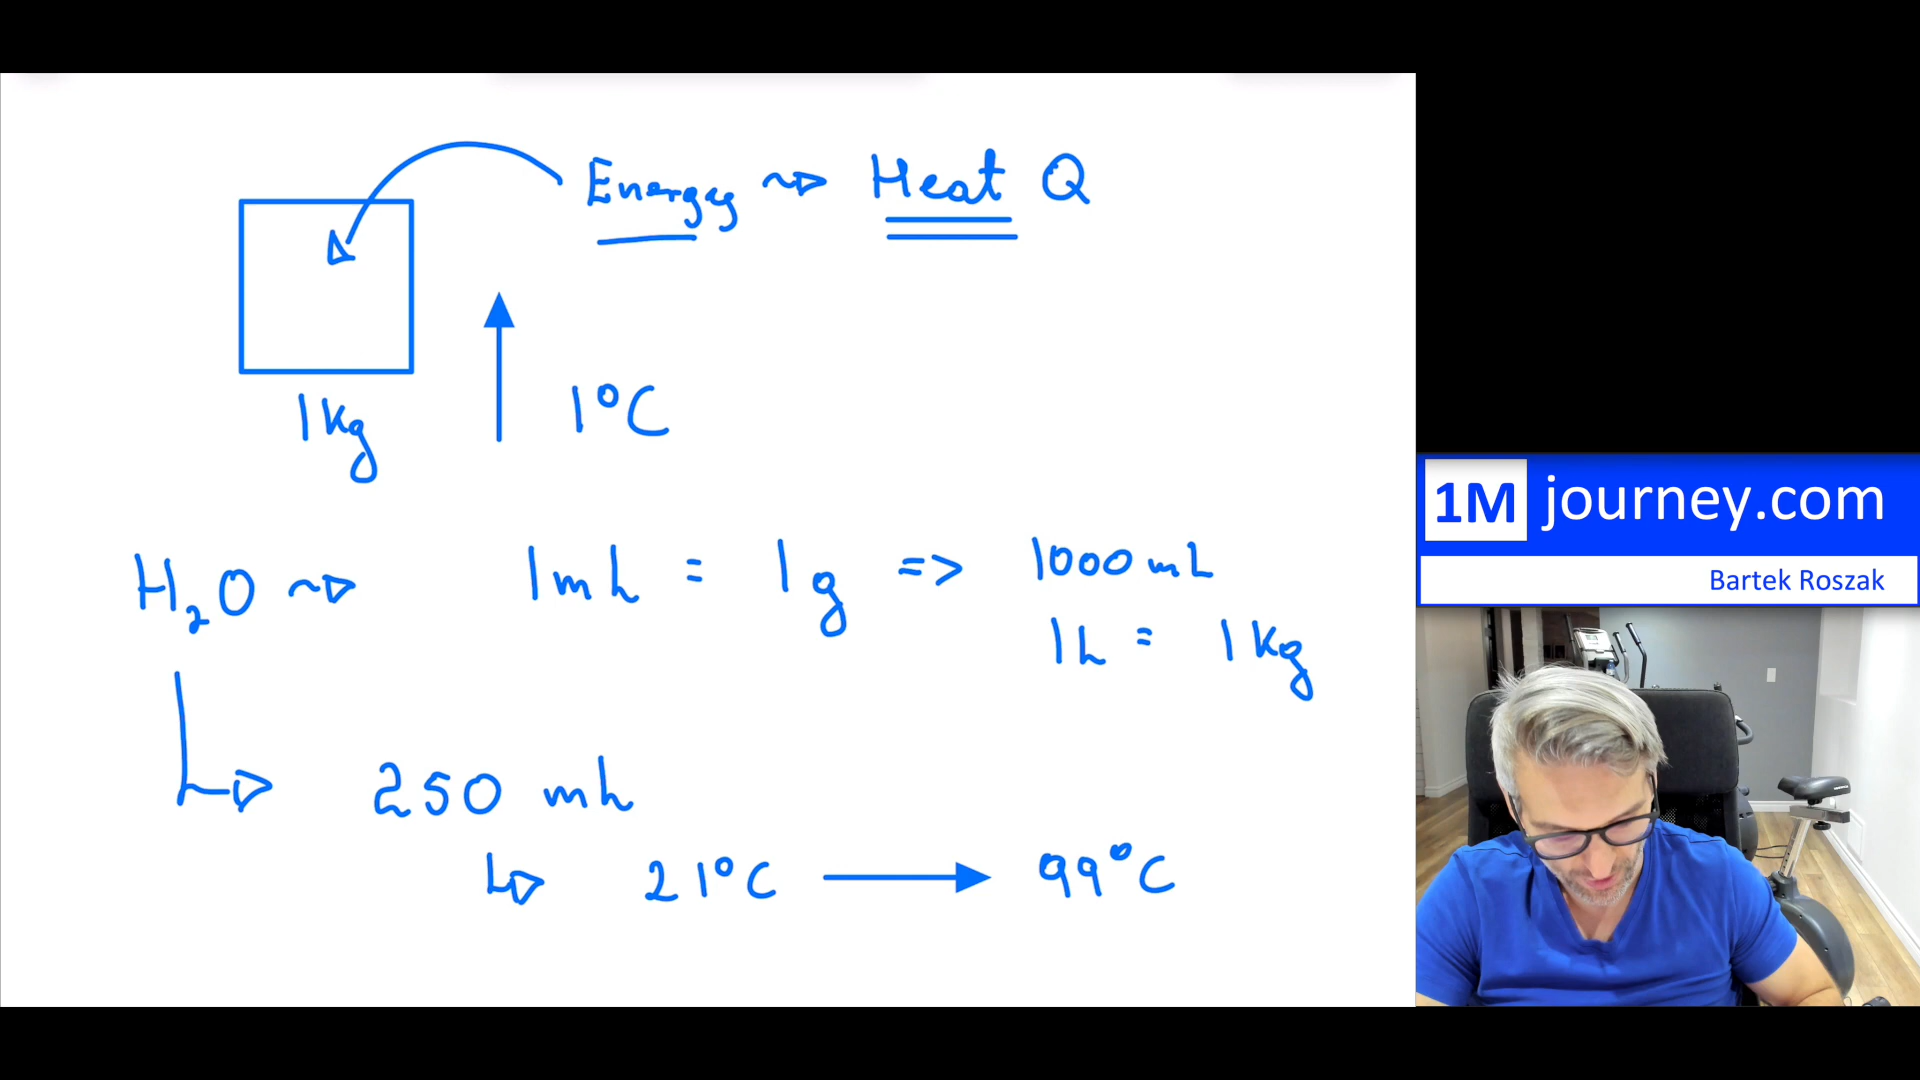 Energy ~> Heat Q
1kg
1°C
H₂O ~> 1mL = 1g => 1000mL
1L = 1kg
250 mL
21°C → 99°C
1M journey.com
Bartek Roszak